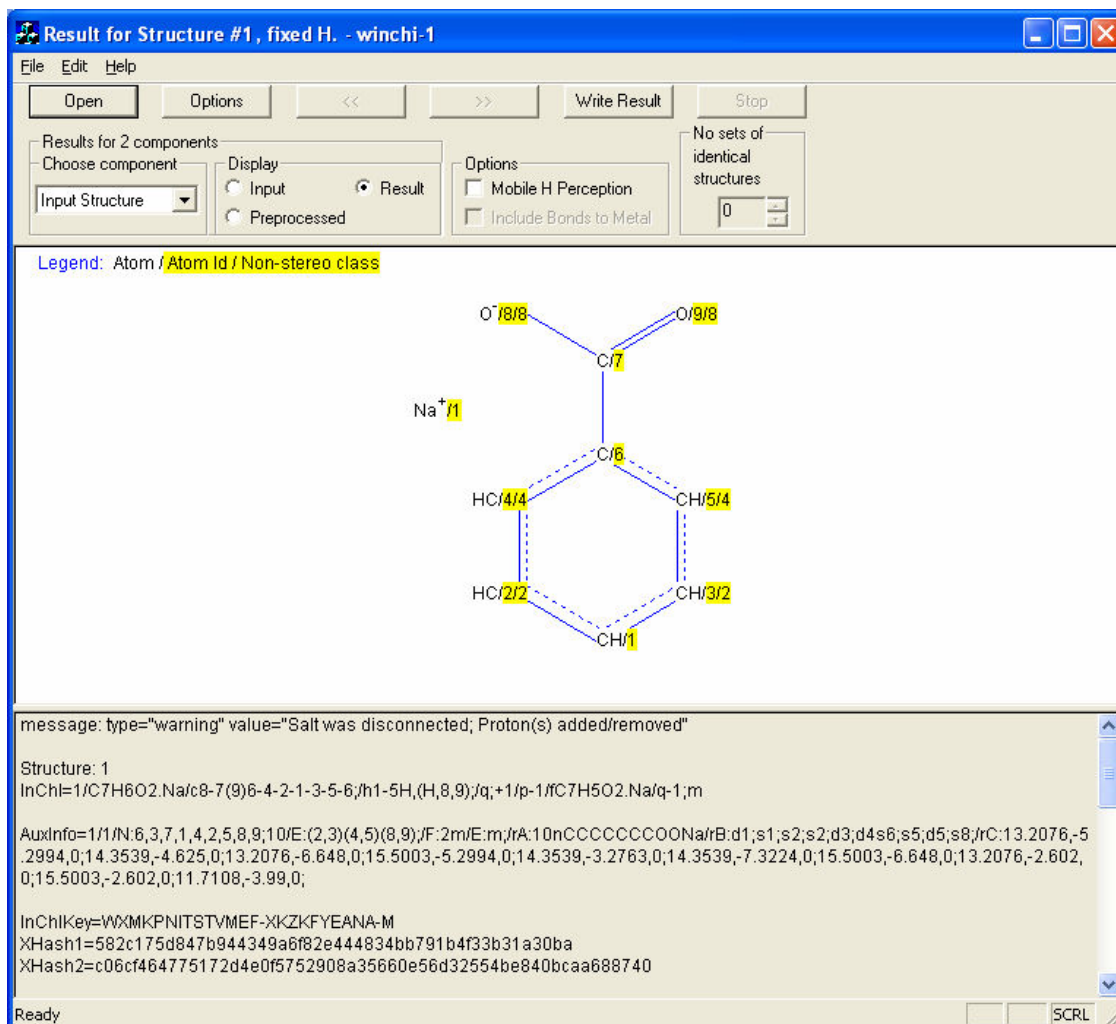 Result for Structure #1, fixed H. - winchi-1
File Edit Help
Open Options << >> Write Result Stop
Results for 2 components
No sets of identical structures
Choose component
Display
Options
Input Structure
Input
Result
Mobile H Perception
0
Preprocessed
Include Bonds to Metal
Legend: Atom / Atom Id / Non-stereo class
O-/8/8 O/9/8
C/7
Na+/1
C/6
HC/4/4 CH/5/4
HC/2/2 CH/3/2
CH/1
message: type="warning" value="Salt was disconnected; Proton(s) added/removed"
Structure: 1
InChI=1/C7H6O2.Na/c8-7(9)6-4-2-1-3-5-6;/h1-5H,(H,8,9);/q;+1/p-1/fC7H5O2.Na/q-1;m
AuxInfo=1/1/N:6,3,7,1,4,2,5,8,9;10/E:(2,3)(4,5)(8,9);/F:2m/E:m;/rA:10nCCCCCCCOONa/rB:d1;s1;s2;s2;d3;d4s6;s5;d5;s8;/rC:13.2076,-5
.2994,0;14.3539,-4.625,0;13.2076,-6.648,0;15.5003,-5.2994,0;14.3539,-3.2763,0;14.3539,-7.3224,0;15.5003,-6.648,0;13.2076,-2.602,
0;15.5003,-2.602,0;11.7108,-3.99,0;
InChIKey=WXMKPNITSTVMEF-XKZKFYEANA-M
XHash1=582c175d847b944349a6f82e444834bb791b4f33b31a30ba
XHash2=c06cf464775172d4e0f5752908a35660e56d32554be840bcaa688740
Ready SCRL